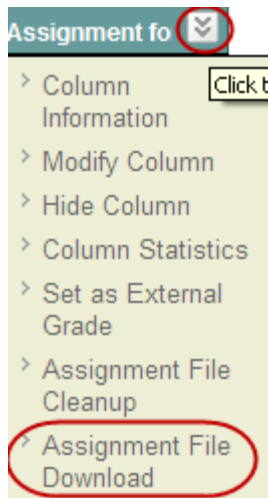 Assignment fo
Click t
> Column
Information
> Modify Column
> Hide Column
> Column Statistics
> Set as External
Grade
> Assignment File
Cleanup
> Assignment File
Download